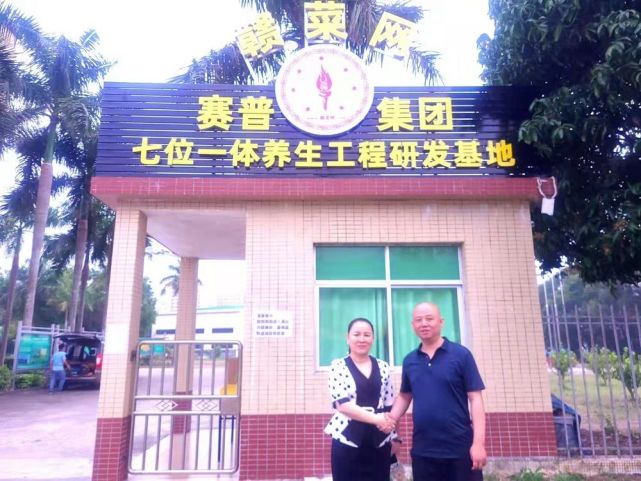 赣菜网
赛普 集团
七位一体养生工程研发基地